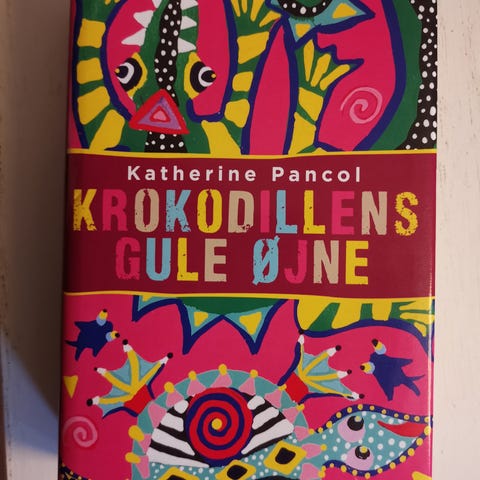 Katherine Pancol
KROKODILLENS
GULE ØJNE